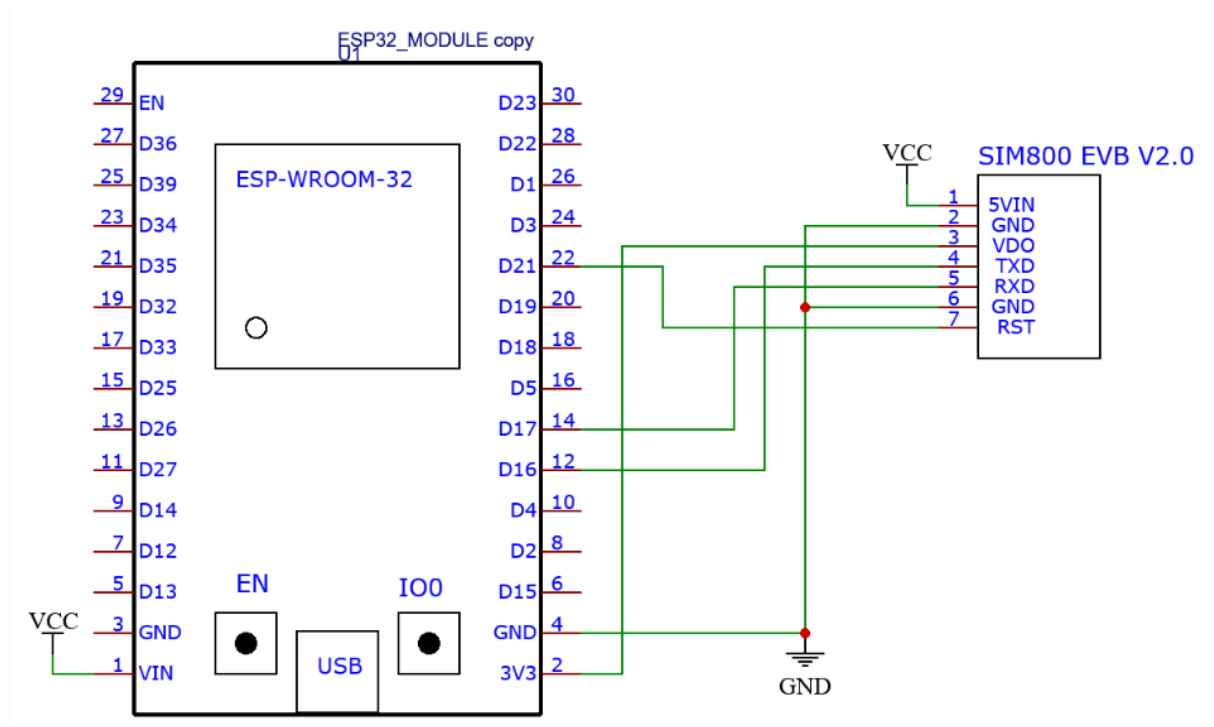 ESP32_MODULE copy
U1
29 EN
27 D36
25 D39
23 D34
21 D35
19 D32
17 D33
15 D25
13 D26
11 D27
9 D14
7 D12
5 D13
3 GND
1 VIN
VCC
ESP-WROOM-32
EN
IO0
USB
D23 30
D22 28
D1 26
D3 24
D21 22
D19 20
D18 18
D5 16
D17 14
D16 12
D4 10
D2 8
D15 6
GND 4
3V3 2
VCC
SIM800 EVB V2.0
1 5VIN
2 GND
3 VDO
4 TXD
5 RXD
6 GND
7 RST
GND